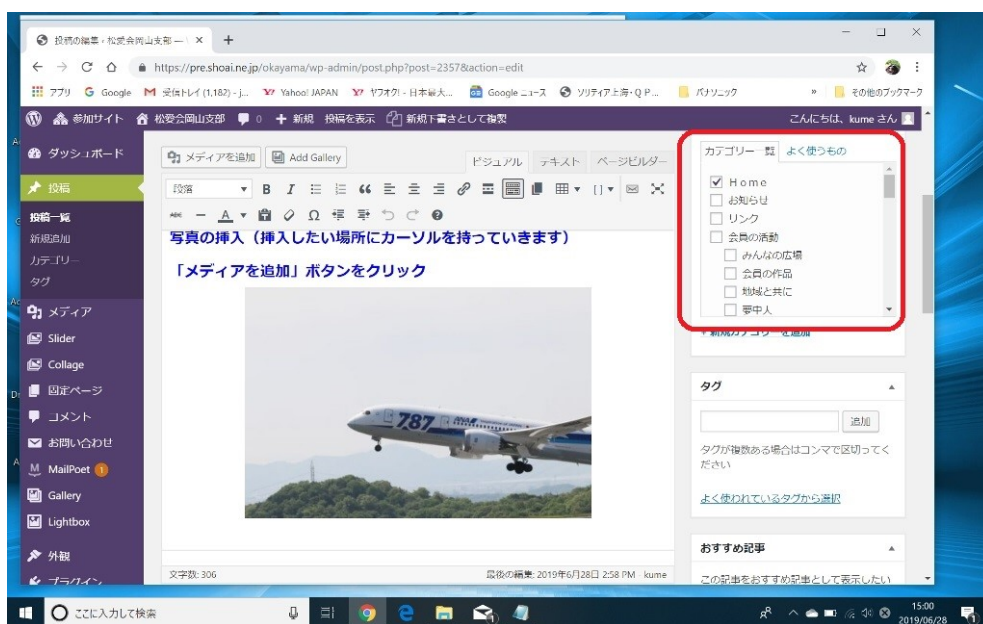 投稿の編集 ‹ 松愛会岡山支部 — \
https://pre.shoai.ne.jp/okayama/wp-admin/post.php?post=2357&action=edit
アプリ Google 受信トレイ (1,182) - j... Yahoo! JAPAN ヤフオク! - 日本最大... Google ニュース ソリティア上海・Q P... パナソニック » その他のブックマーク
参加サイト 松愛会岡山支部 0 新規 投稿を表示 新規下書きとして複製 こんにちは、kume さん
ダッシュボード
投稿
投稿一覧
新規追加
カテゴリー
タグ
メディア
Slider
Collage
固定ページ
コメント
お問い合わせ
MailPoet 1
Gallery
Lightbox
外観
プラグイン
メディアを追加 Add Gallery ビジュアル テキスト ページビルダー
段落 B I
ABC A Ω
写真の挿入(挿入したい場所にカーソルを持っていきます)
「メディアを追加」ボタンをクリック
787 ANA
文字数: 306 最後の編集: 2019年6月28日 2:58 PM kume
カテゴリー一覧 よく使うもの
Home
お知らせ
リンク
会員の活動
みんなの広場
会員の作品
地域と共に
夢中人
+ 新規カテゴリーを追加
タグ
追加
タグが複数ある場合はコンマで区切ってく
ださい
よく使われているタグから選択
おすすめ記事
この記事をおすすめ記事として表示したい
ここに入力して検索
15:00
2019/06/28